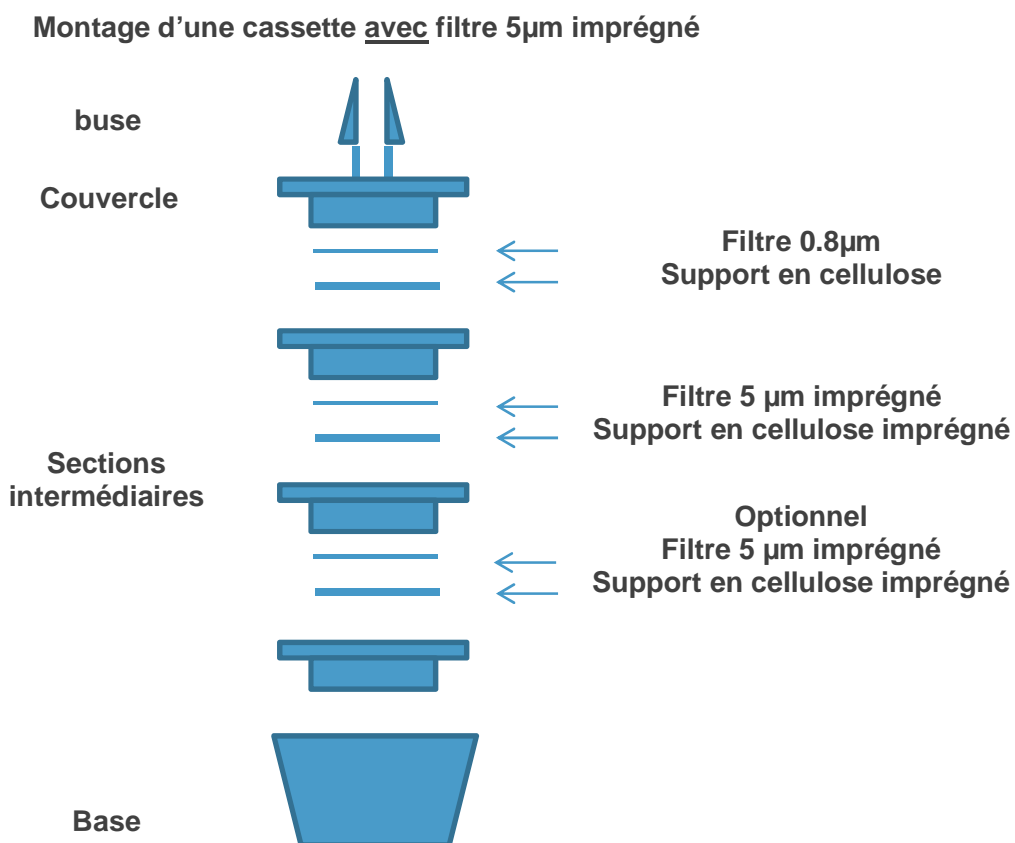 Montage d’une cassette avec filtre 5µm imprégné
buse
Couvercle
Filtre 0.8µm
Support en cellulose
Filtre 5 µm imprégné
Support en cellulose imprégné
Sections
intermédiaires
Optionnel
Filtre 5 µm imprégné
Support en cellulose imprégné
Base